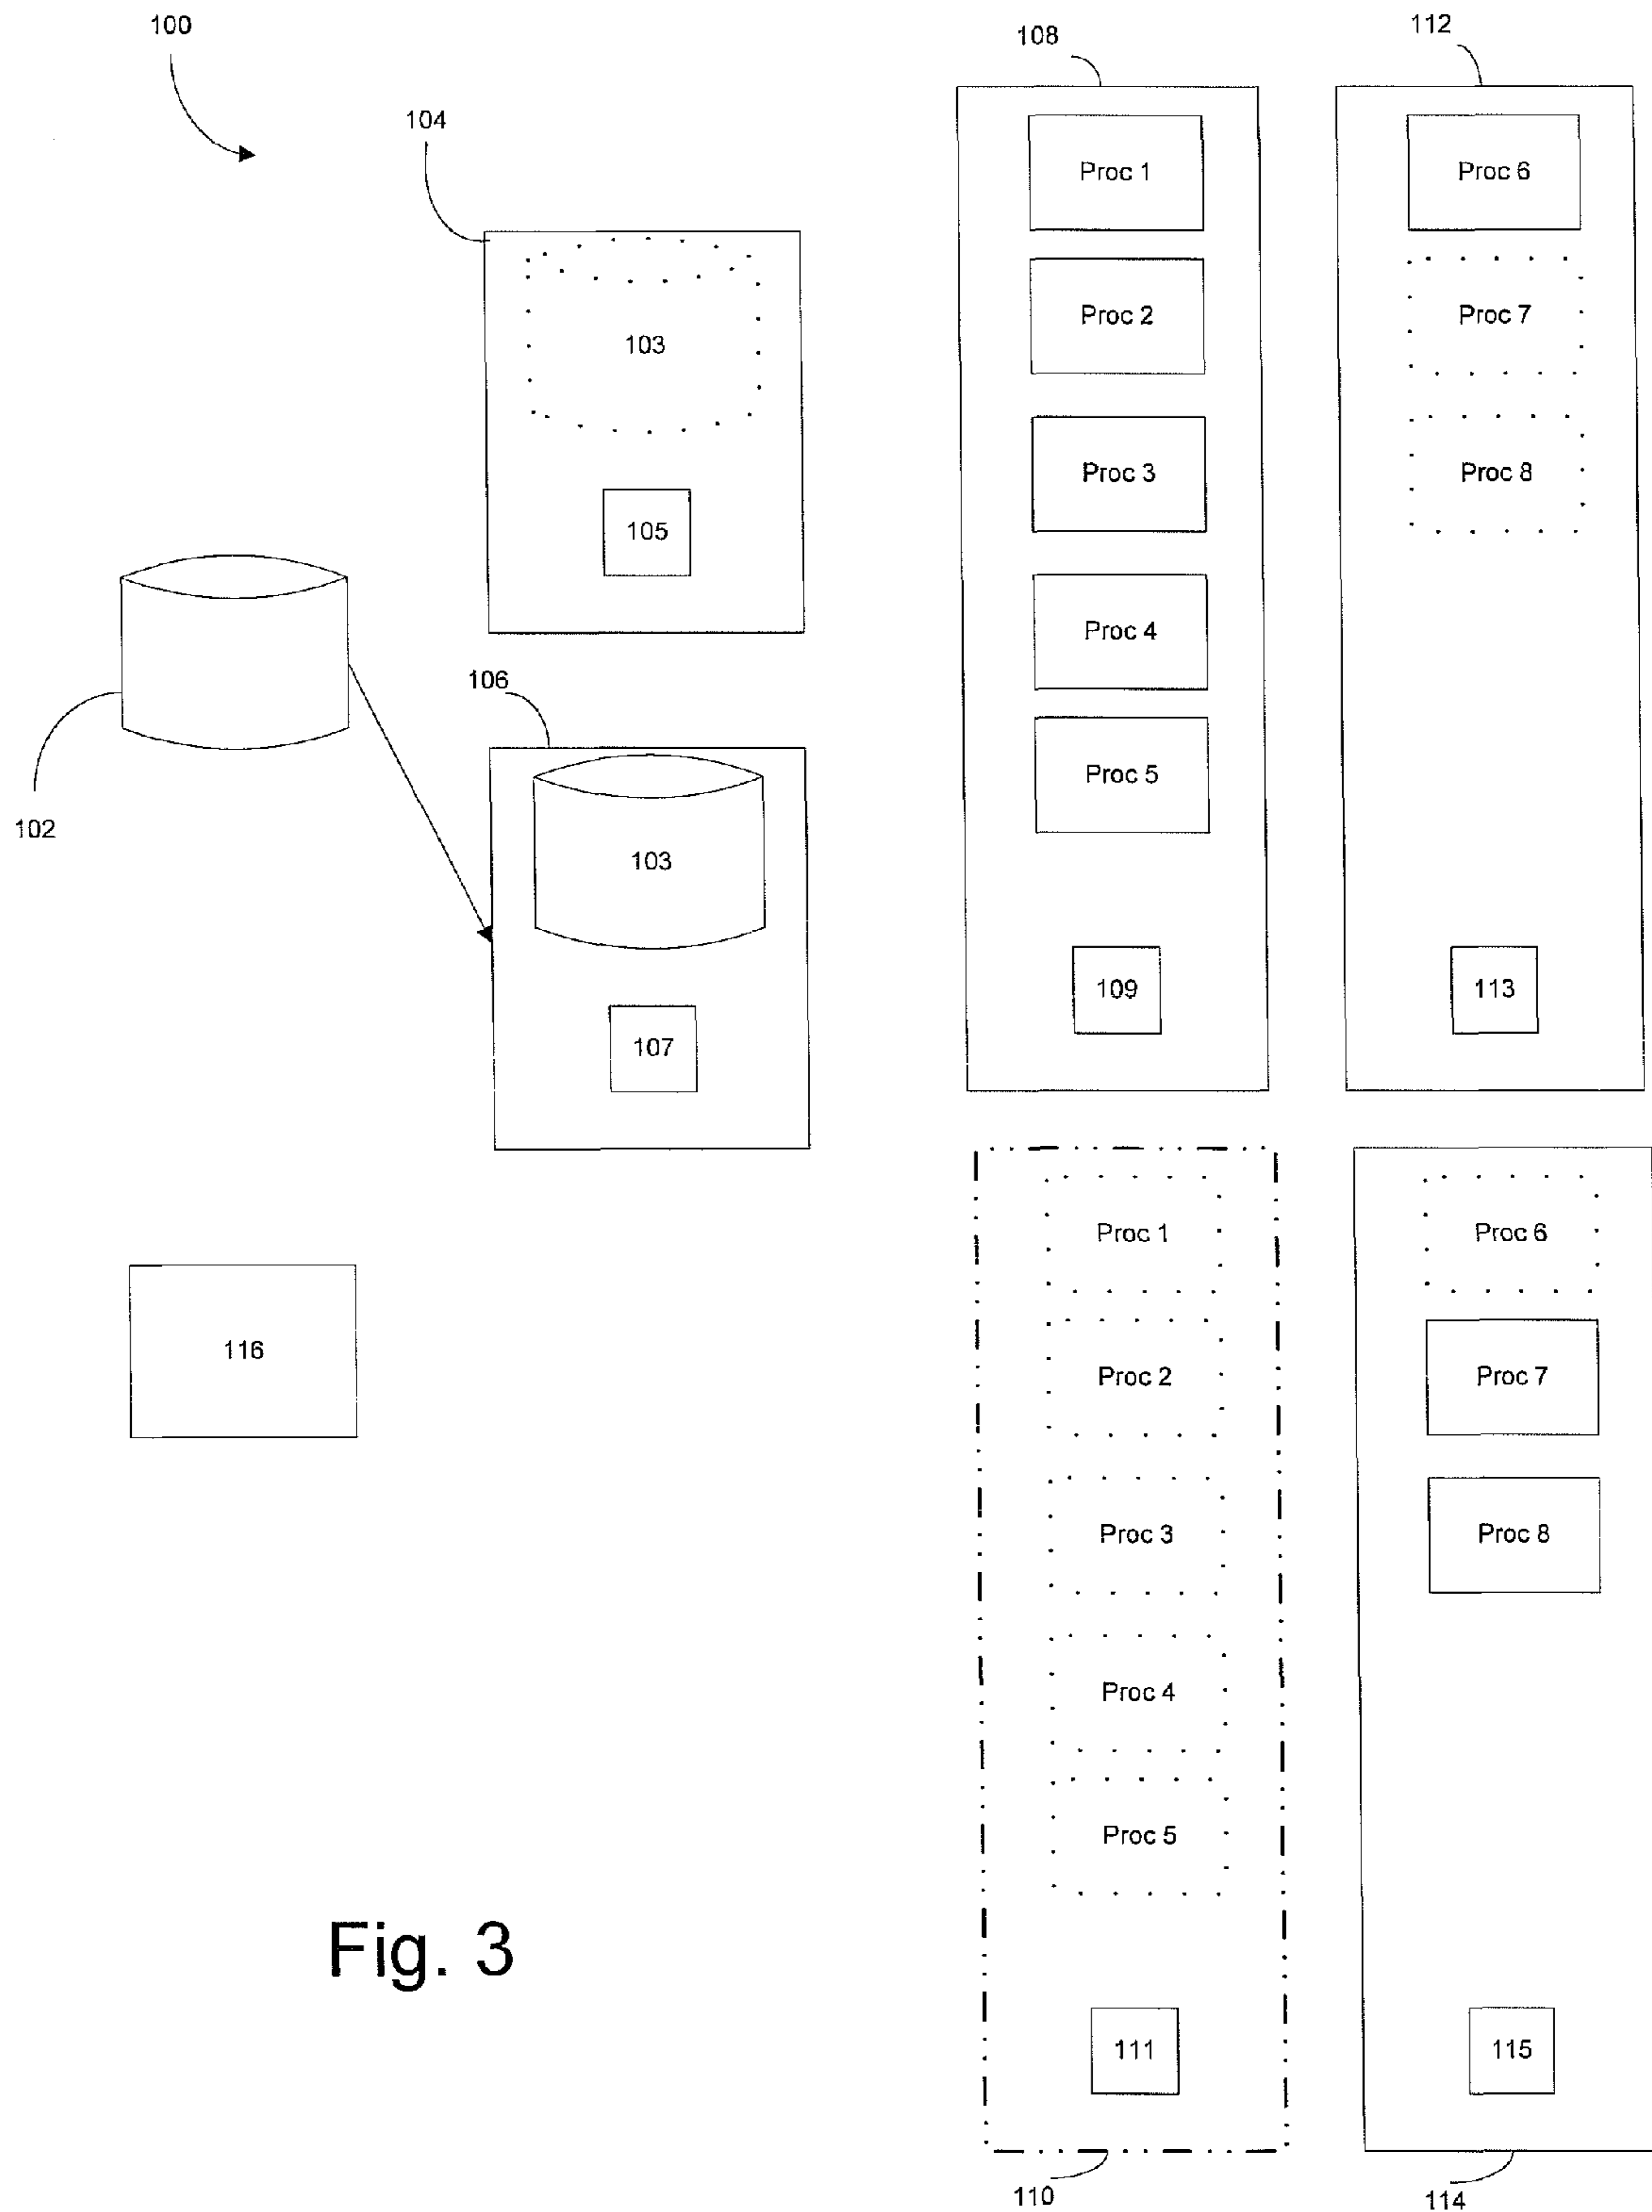 100
104
103
105
102
106
103
107
116
108
Proc 1
Proc 2
Proc 3
Proc 4
Proc 5
109
112
Proc 6
Proc 7
Proc 8
113
Proc 1
Proc 2
Proc 3
Proc 4
Proc 5
111
110
Proc 6
Proc 7
Proc 8
115
114
Fig. 3